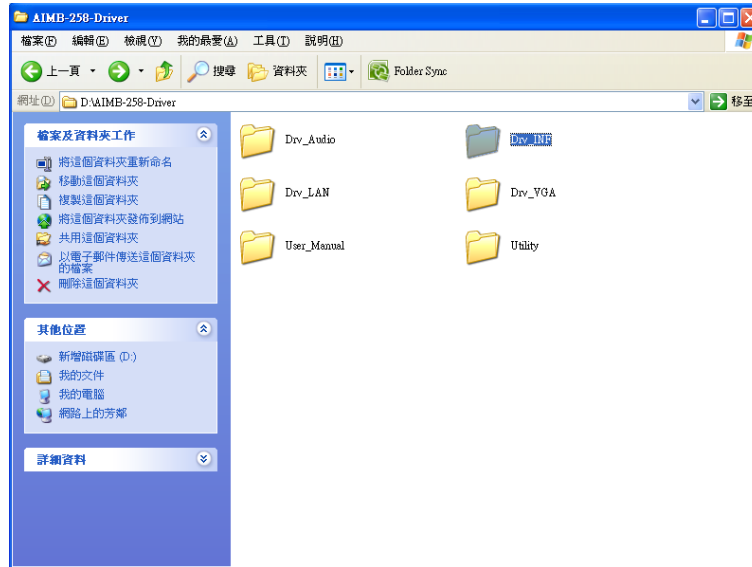 AIMB-258-Driver
檔案(F) 編輯(E) 檢視(V) 我的最愛(A) 工具(T) 說明(H)
上一頁 搜尋 資料夾 Folder Sync
網址(D) D:\AIMB-258-Driver 移至
檔案及資料夾工作
將這個資料夾重新命名
移動這個資料夾
複製這個資料夾
將這個資料夾發佈到網站
共用這個資料夾
以電子郵件傳送這個資料夾
的檔案
刪除這個資料夾
其他位置
新增磁碟區 (D:)
我的文件
我的電腦
網路上的芳鄰
詳細資料
Drv_Audio
Drv_INF
Drv_LAN
Drv_VGA
User_Manual
Utility